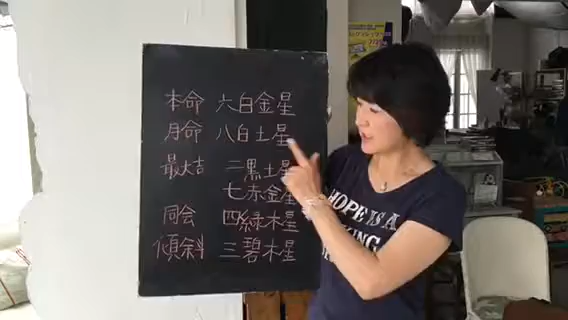 本命 六白金星
月命 八白土星
最大吉 二黒土星
七赤金星
同会 四緑木星
傾斜 三碧木星
HOPE IS A
KING